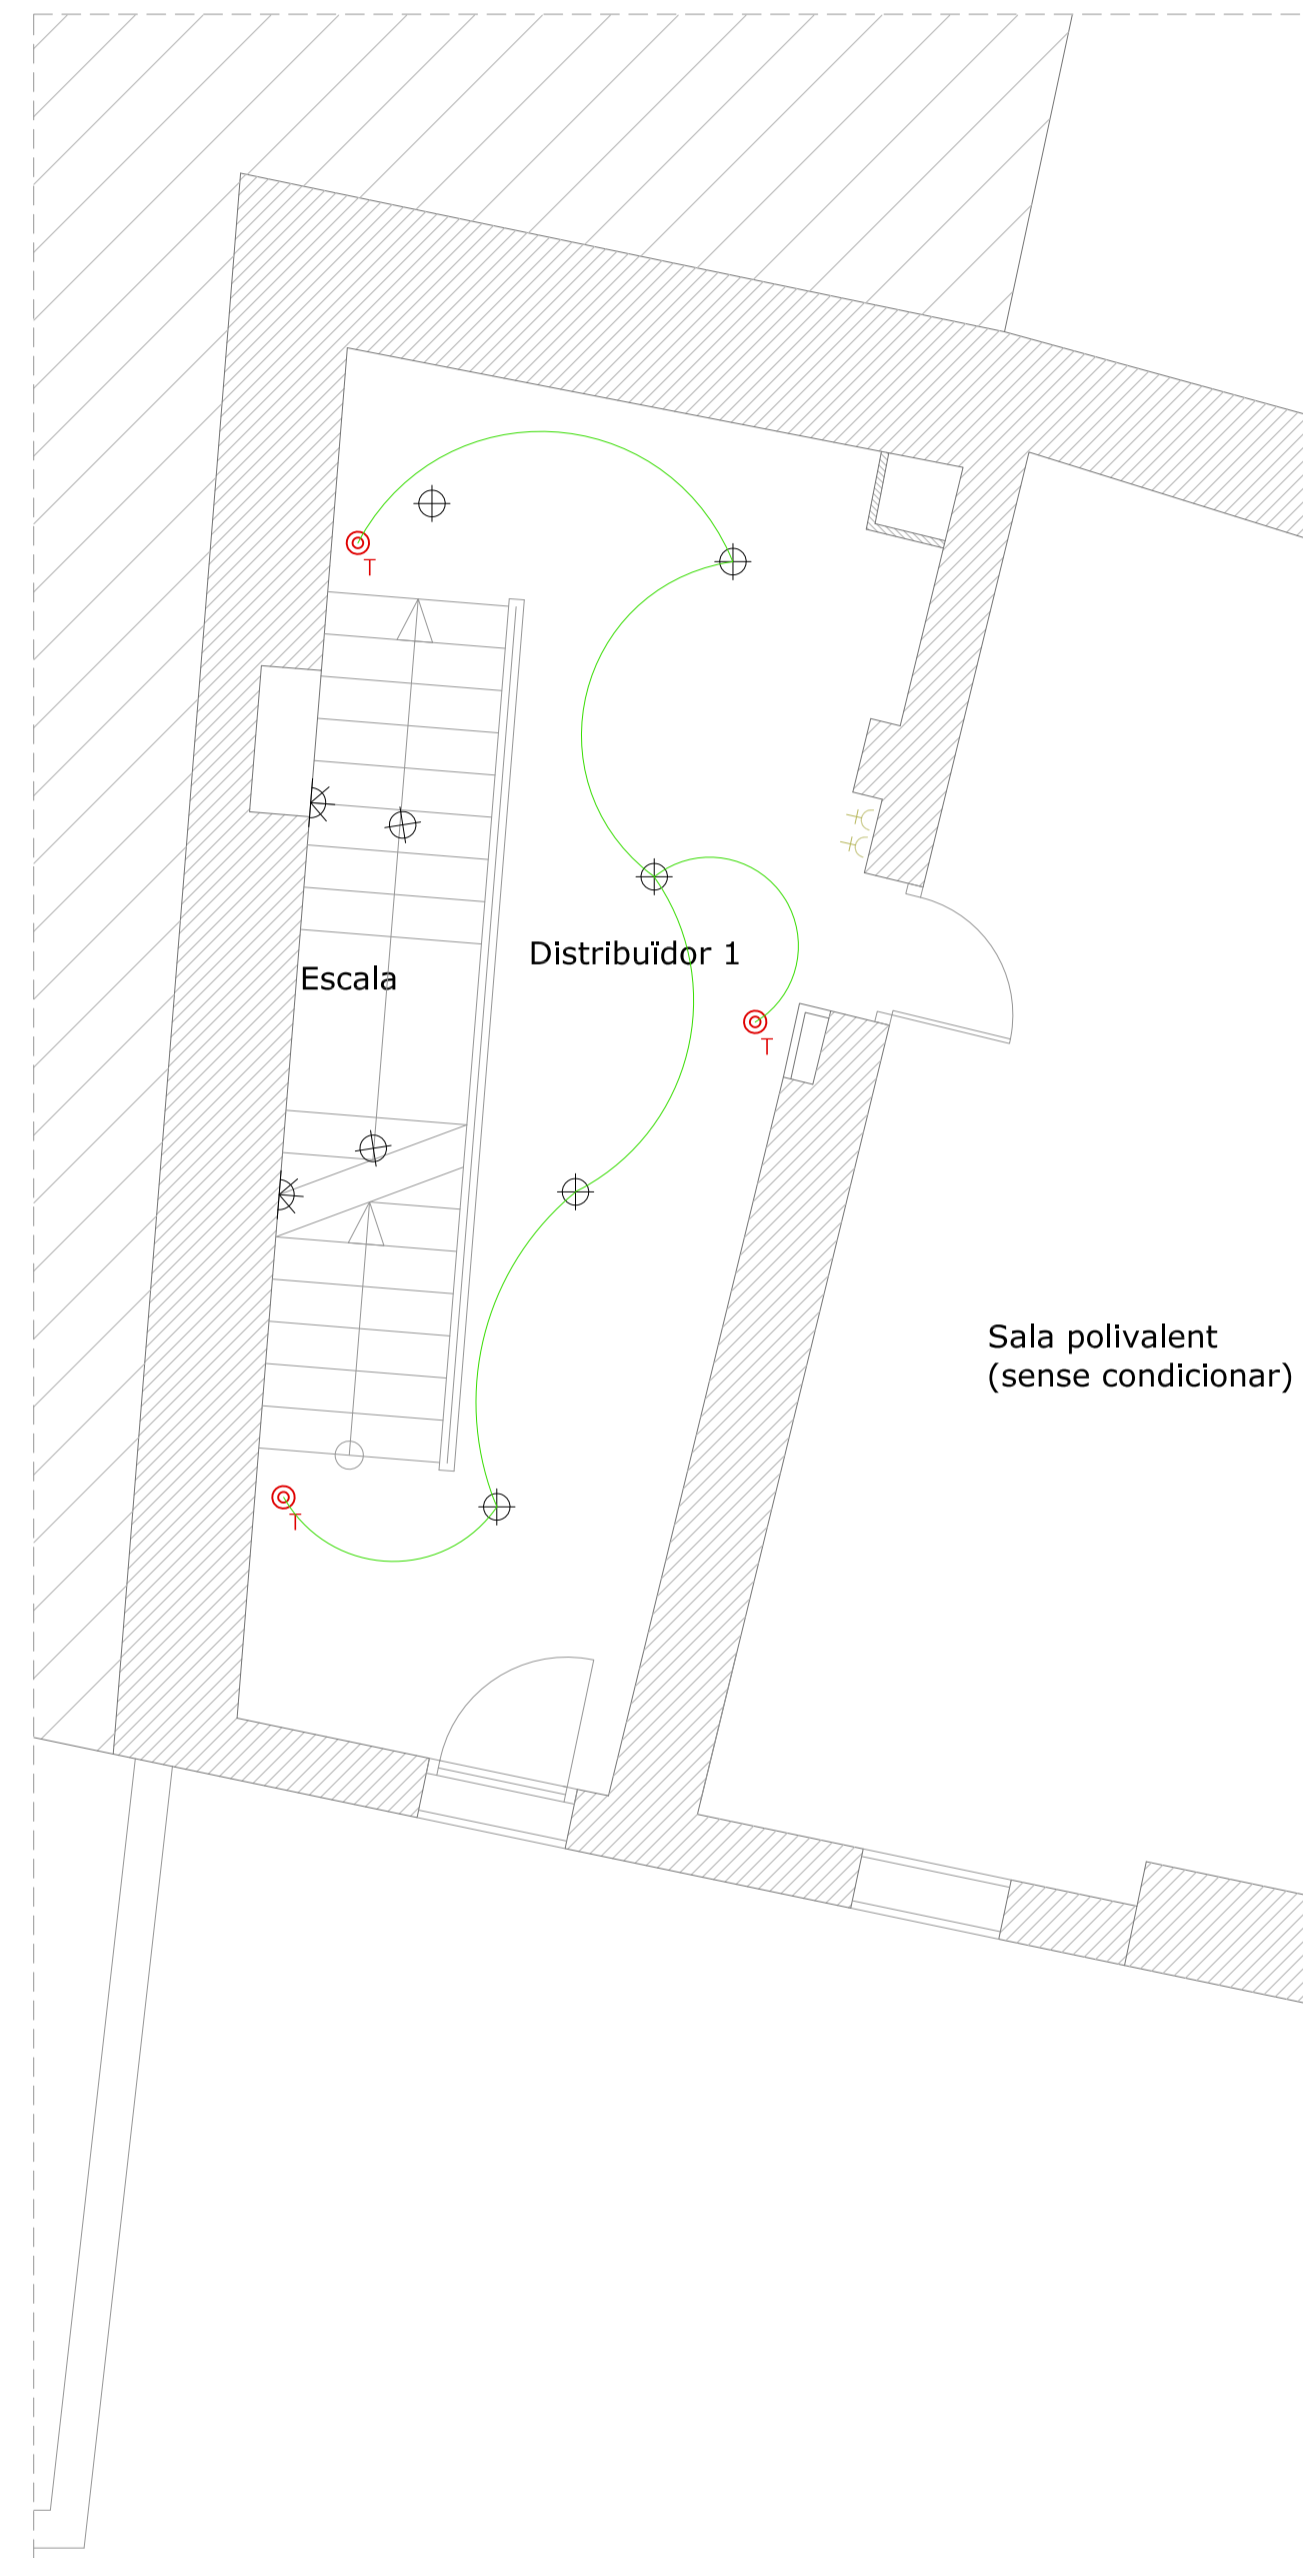 T
Distribuïdor 1
Escala
T
Sala polivalent
(sense condicionar)
T